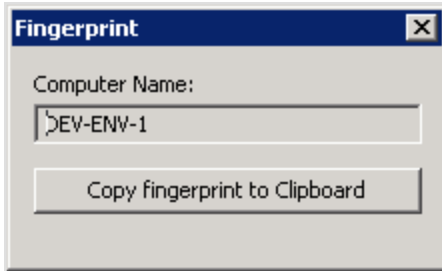 Fingerprint
Computer Name:
DEV-ENV-1
Copy fingerprint to Clipboard